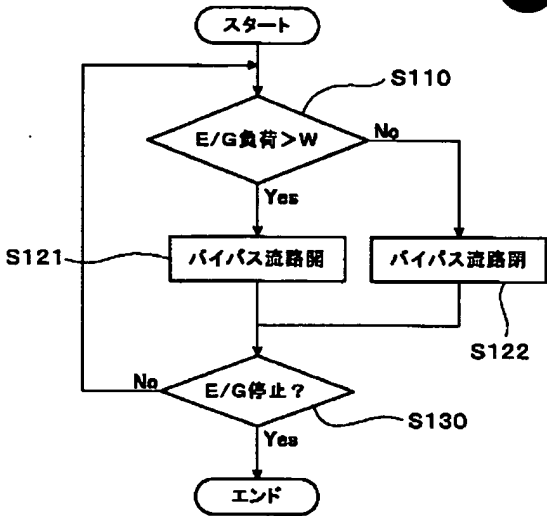 スタート
S110
E/G負荷>W
No
Yes
S121
バイパス流路開
バイパス流路閉
S122
No
E/G停止?
S130
Yes
エンド